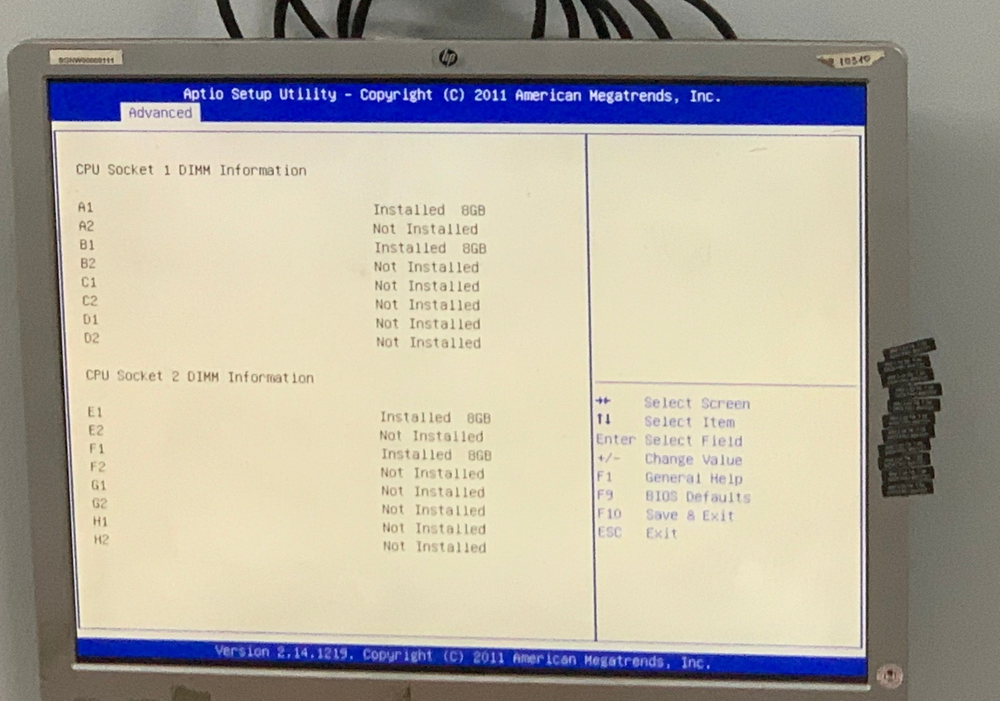 hp
Aptio Setup Utility - Copyright (C) 2011 American Megatrends, Inc.
Advanced
CPU Socket 1 DIMM Information
A1 Installed 8GB
A2 Not Installed
B1 Installed 8GB
B2 Not Installed
C1 Not Installed
C2 Not Installed
D1 Not Installed
D2 Not Installed
CPU Socket 2 DIMM Information
E1 Installed 8GB
E2 Not Installed
F1 Installed 8GB
F2 Not Installed
G1 Not Installed
G2 Not Installed
H1 Not Installed
H2 Not Installed
→← Select Screen
↑↓ Select Item
Enter Select Field
+/- Change Value
F1 General Help
F9 BIOS Defaults
F10 Save & Exit
ESC Exit
Version 2.14.1219. Copyright (C) 2011 American Megatrends, Inc.